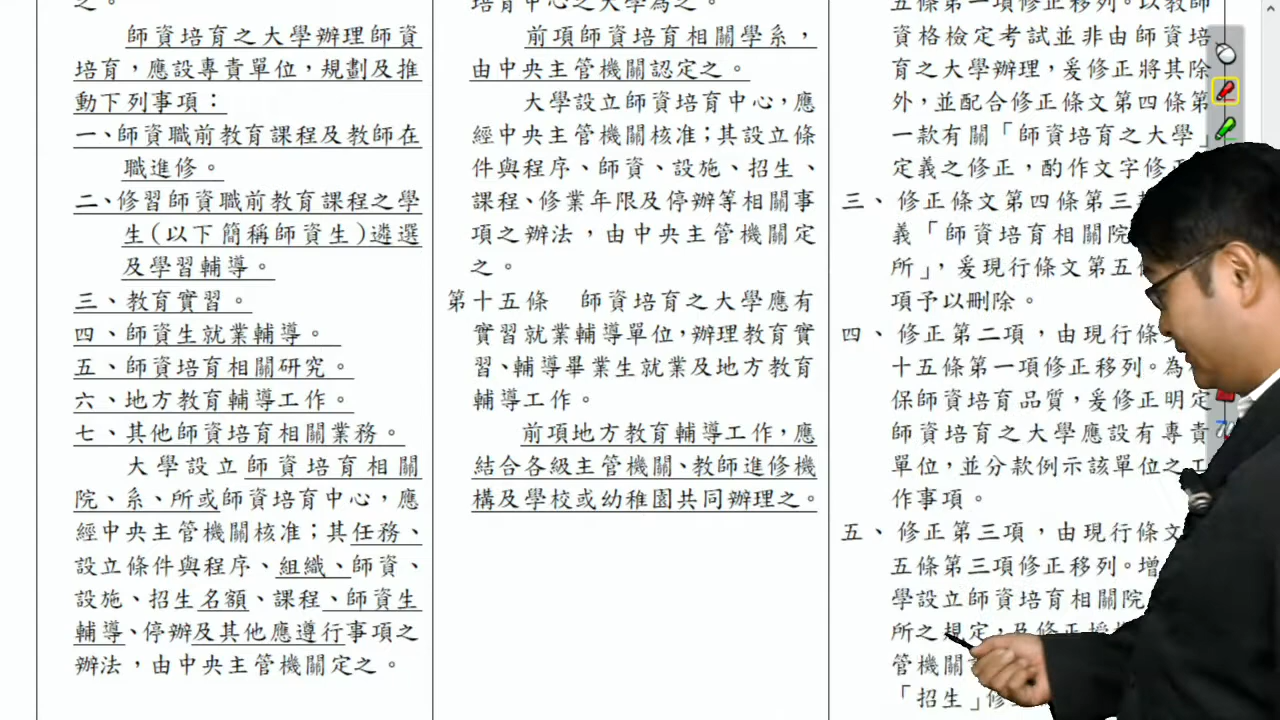 之。
師資培育之大學辦理師資
培育，應設專責單位，規劃及推
動下列事項：
一、師資職前教育課程及教師在
職進修。
二、修習師資職前教育課程之學
生（以下簡稱師資生）遴選
及學習輔導。
三、教育實習。
四、師資生就業輔導。
五、師資培育相關研究。
六、地方教育輔導工作。
七、其他師資培育相關業務。
大學設立師資培育相關
院、系、所或師資培育中心，應
經中央主管機關核准；其任務、
設立條件與程序、組織、師資、
設施、招生名額、課程、師資生
輔導、停辦及其他應遵行事項之
辦法，由中央主管機關定之。
培育中心之大學為之。
前項師資培育相關學系，
由中央主管機關認定之。
大學設立師資培育中心，應
經中央主管機關核准；其設立條
件與程序、師資、設施、招生、
課程、修業年限及停辦等相關事
項之辦法，由中央主管機關定
之。
第十五條　師資培育之大學應有
實習就業輔導單位，辦理教育實
習、輔導畢業生就業及地方教育
輔導工作。
前項地方教育輔導工作，應
結合各級主管機關、教師進修機
構及學校或幼稚園共同辦理之。
五條第一項修正移列。以教師
資格檢定考試並非由師資培
育之大學辦理，爰修正將其除
外，並配合修正條文第四條第
一款有關「師資培育之大學」
定義之修正，酌作文字修正
三、修正條文第四條第三
義「師資培育相關院
所」，爰現行條文第五條
項予以刪除。
四、修正第二項，由現行條
十五條第一項修正移列。為
保師資培育品質，爰修正明定
師資培育之大學應設有專責
單位，並分款例示該單位之工
作事項。
五、修正第三項，由現行條文
五條第三項修正移列。增
學設立師資培育相關院
所之規定，及修正授
管機關
「招生」修